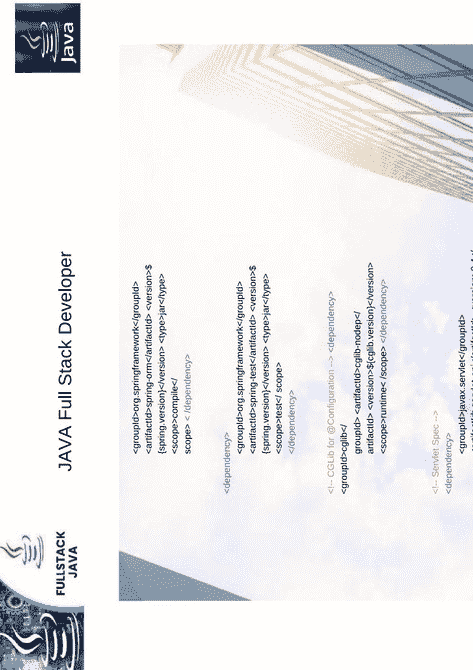 FULLSTACK
JAVA
JAVA Full Stack Developer
Java
<groupId>org.springframework</groupId>
<artifactId>spring-orm</artifactId> <version>$
{spring.version}</version> <type>jar</type>
<scope>compile</
scope> </dependency>
<dependency>
<groupId>org.springframework</groupId>
<artifactId>spring-test</artifactId> <version>$
{spring.version}</version> <type>jar</type>
<scope>test</ scope>
</dependency>
<!-- CGLib for @Configuration --> <dependency>
<groupId>cglib</
groupId> <artifactId>cglib-nodep</
artifactId> <version>${cglib.version}</version>
<scope>runtime< /scope> </dependency>
<!-- Servlet Spec -->
<dependency>
<groupId>javax.servlet</groupId>